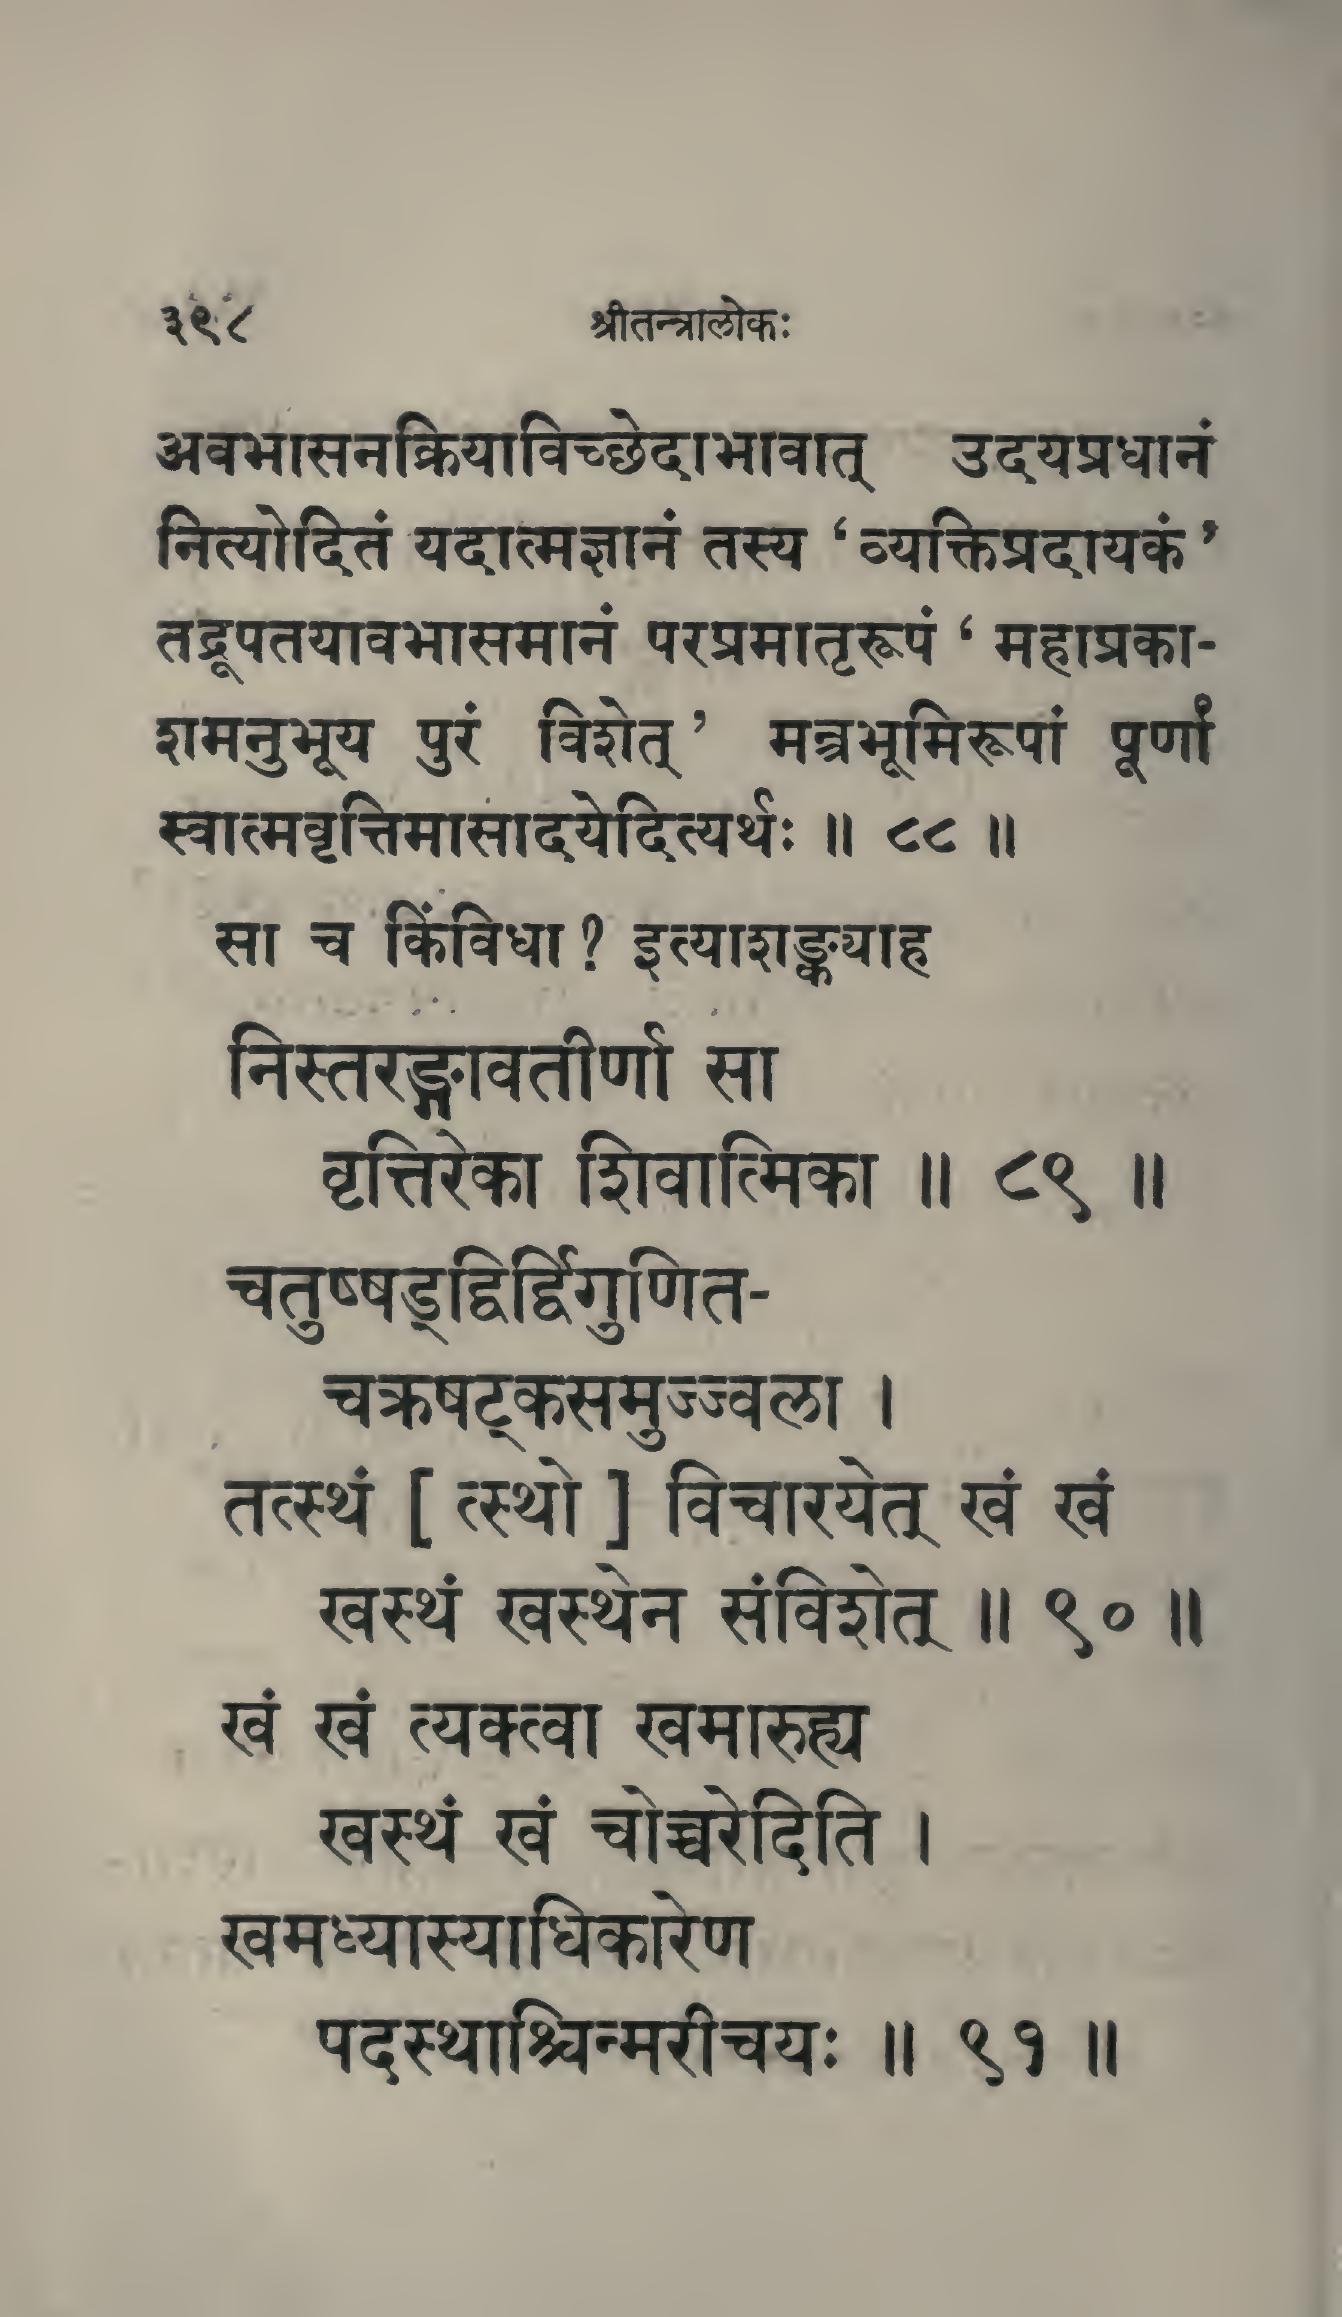 ३९८ श्रीतन्त्रालोकः
अवभासनक्रियाविच्छेदाभावात् उदयप्रधानं
नित्योदितं यदात्मज्ञानं तस्य ‘ व्यक्तिप्रदायकं ’
तद्रूपतयावभासमानं परप्रमातृरूपं ‘ महाप्रका-
शमनुभूय पुरं विशेत् ’ मन्त्रभूमिरूपां पूर्णां
स्वात्मवृत्तिमासादयेदित्यर्थः ॥ ८८ ॥
सा च किंविधा ? इत्याशङ्क्याह
निस्तरङ्गावतीर्णा सा
वृत्तिरेका शिवात्मिका ॥ ८९ ॥
चतुष्षड्द्विर्द्विगुणित-
चक्रषट्कसमुज्ज्वला ।
तत्स्थं [ त्स्थो ] विचारयेत् खं खं
खस्थं खस्थेन संविशेत् ॥ ९० ॥
खं खं त्यक्त्वा खमारुह्य
खस्थं खं चोच्चरेदिति ।
खमध्यास्याधिकारेण
पदस्थाश्चिन्मरीचयः ॥ ९१ ॥